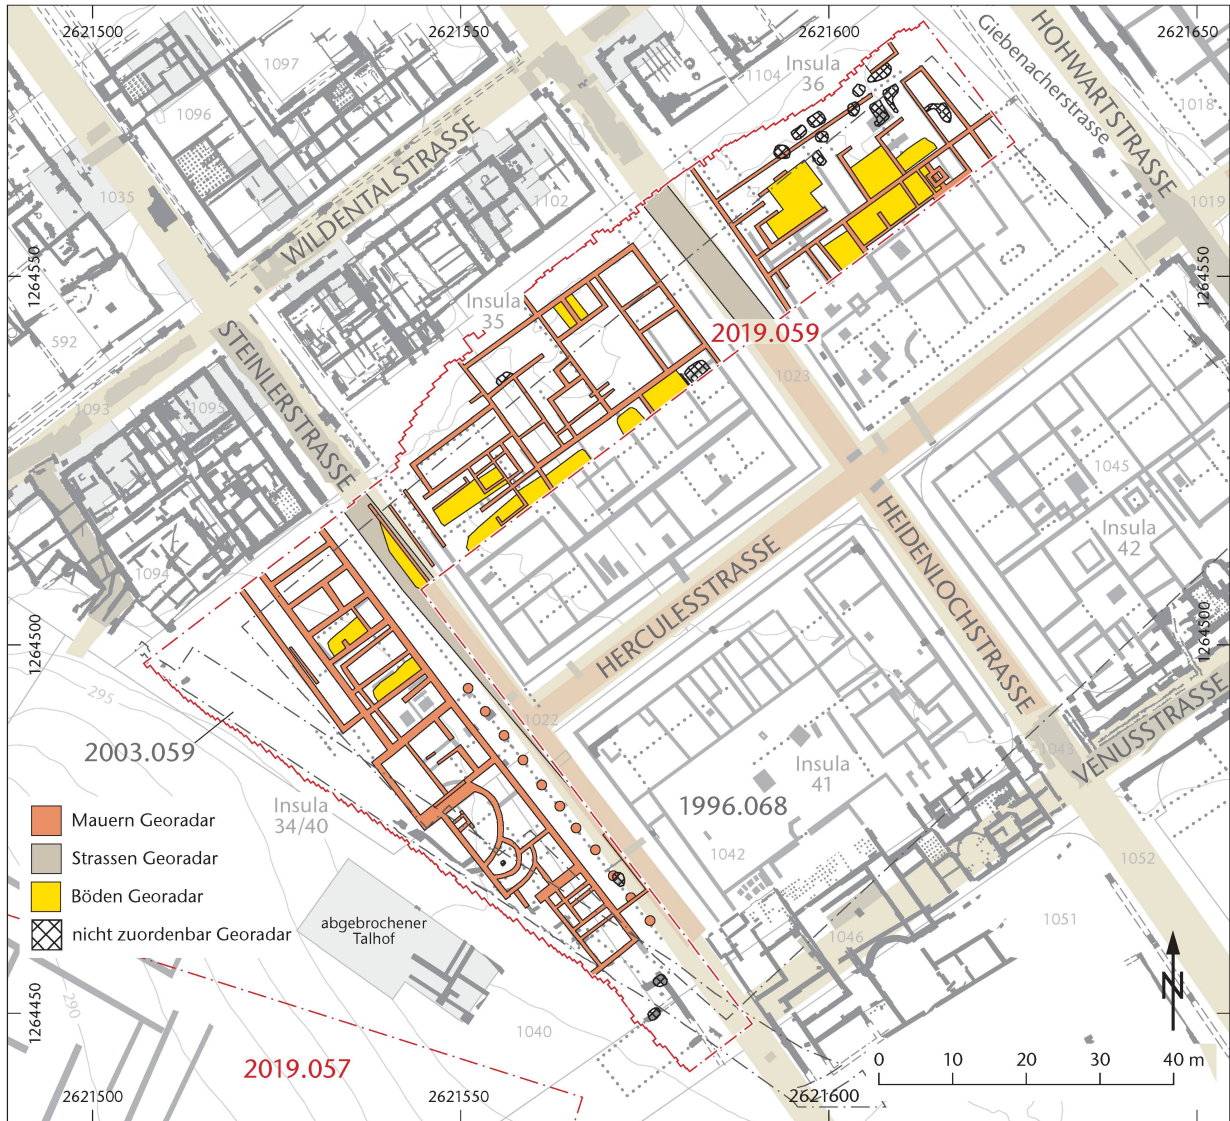 2621500
2621550
2621600
2621650
1097
1104
Insula
36
HOHWARTSTRASSE
Giebenacherstrasse
1018
1096
WILDENTALSTRASSE
1035
1102
1019
1264550
1264550
592
Insula
35
2019.059
STEINLERSTRASSE
1023
1093
1095
1045
HEIDENLOCHSTRASSE
Insula
42
1094
HERCULESSTRASSE
1264500
1264500
295
1022
2003.059
VENUSSTRASSE
1043
Insula
41
1996.068
Insula
34/40
Mauern Georadar
Strassen Georadar
Böden Georadar
nicht zuordenbar Georadar
1042
1052
abgebrochener
Talhof
1046
1051
290
1264450
1264450
1040
N
2019.057
0
10
20
30
40 m
2621500
2621550
2621600